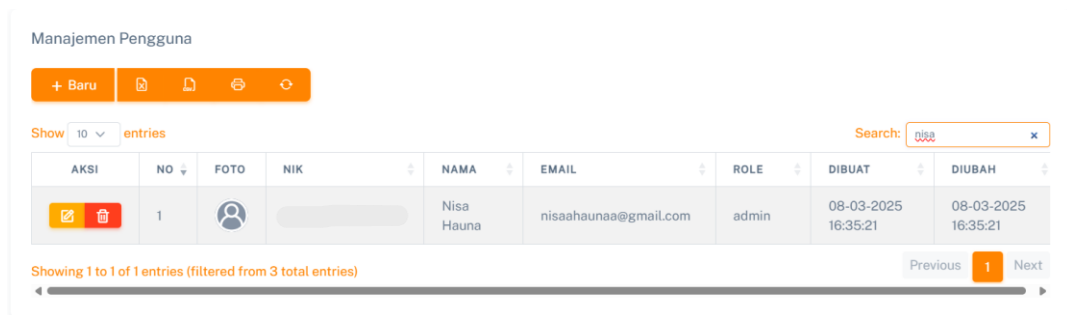 Manajemen Pengguna
+ Baru
Show 10 entries
Search: nisa ×
AKSI NO FOTO NIK NAMA EMAIL ROLE DIBUAT DIUBAH
1 Nisa Hauna nisaahaunaa@gmail.com admin 08-03-2025 16:35:21 08-03-2025 16:35:21
Showing 1 to 1 of 1 entries (filtered from 3 total entries)
Previous 1 Next